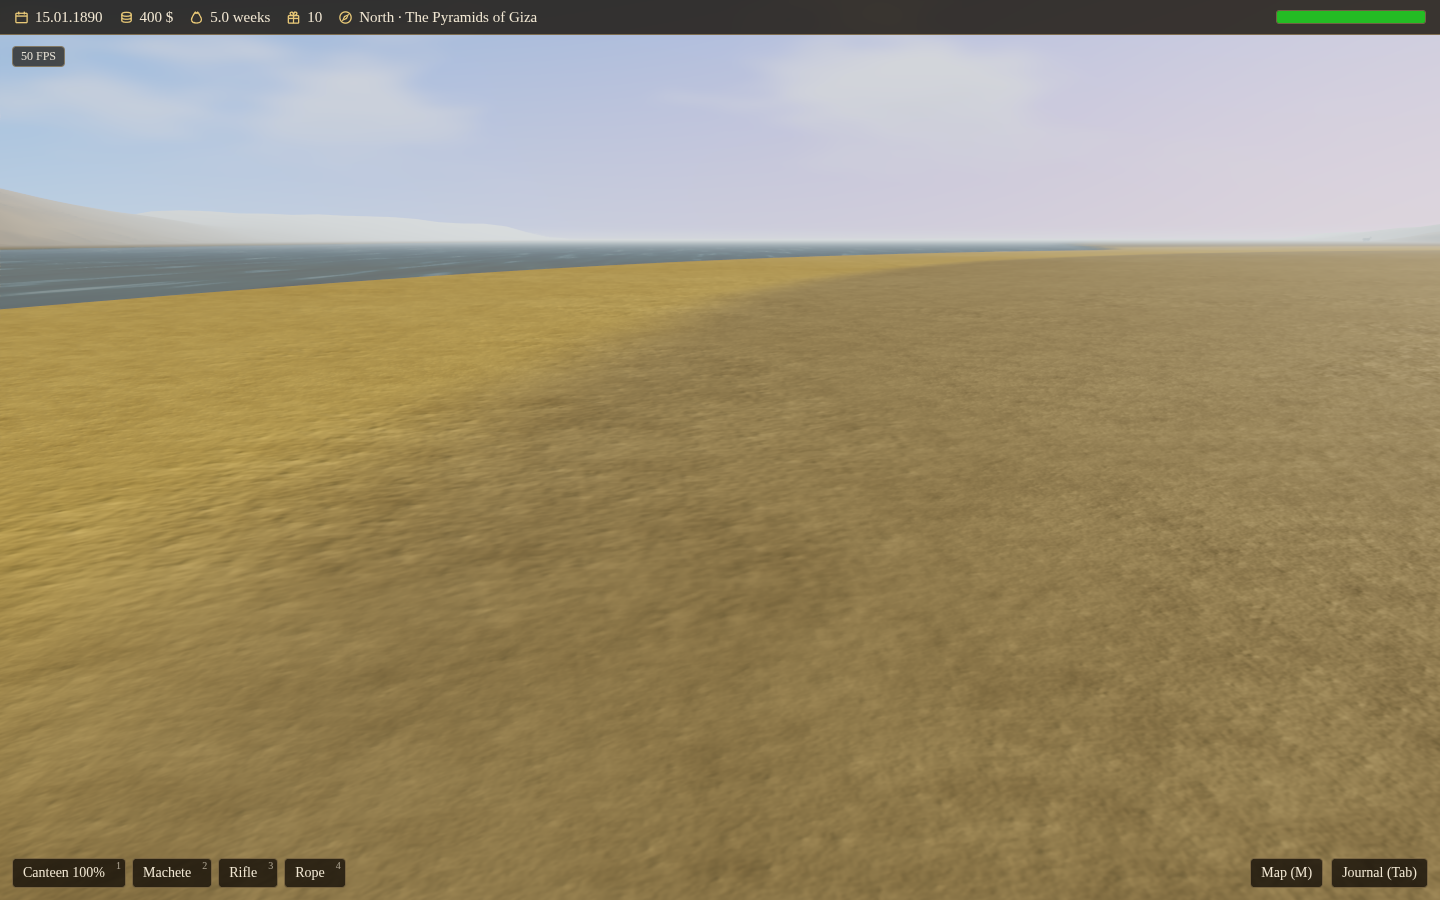 15.01.1890 400 $ 5.0 weeks 10 North · The Pyramids of Giza
50 FPS
Canteen 100% 1 Machete 2 Rifle 3 Rope 4 Map (M) Journal (Tab)